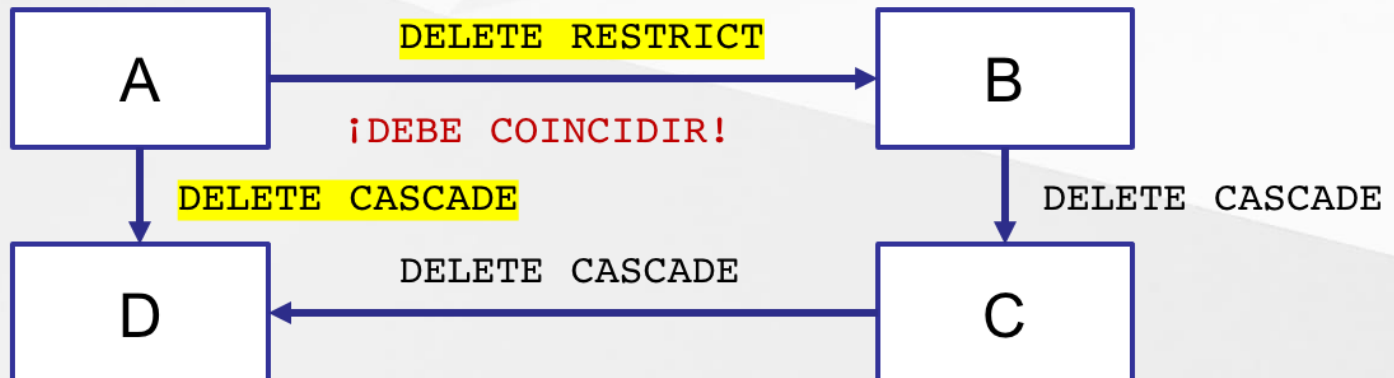 A
DELETE RESTRICT
B
¡DEBE COINCIDIR!
DELETE CASCADE
DELETE CASCADE
D
DELETE CASCADE
C